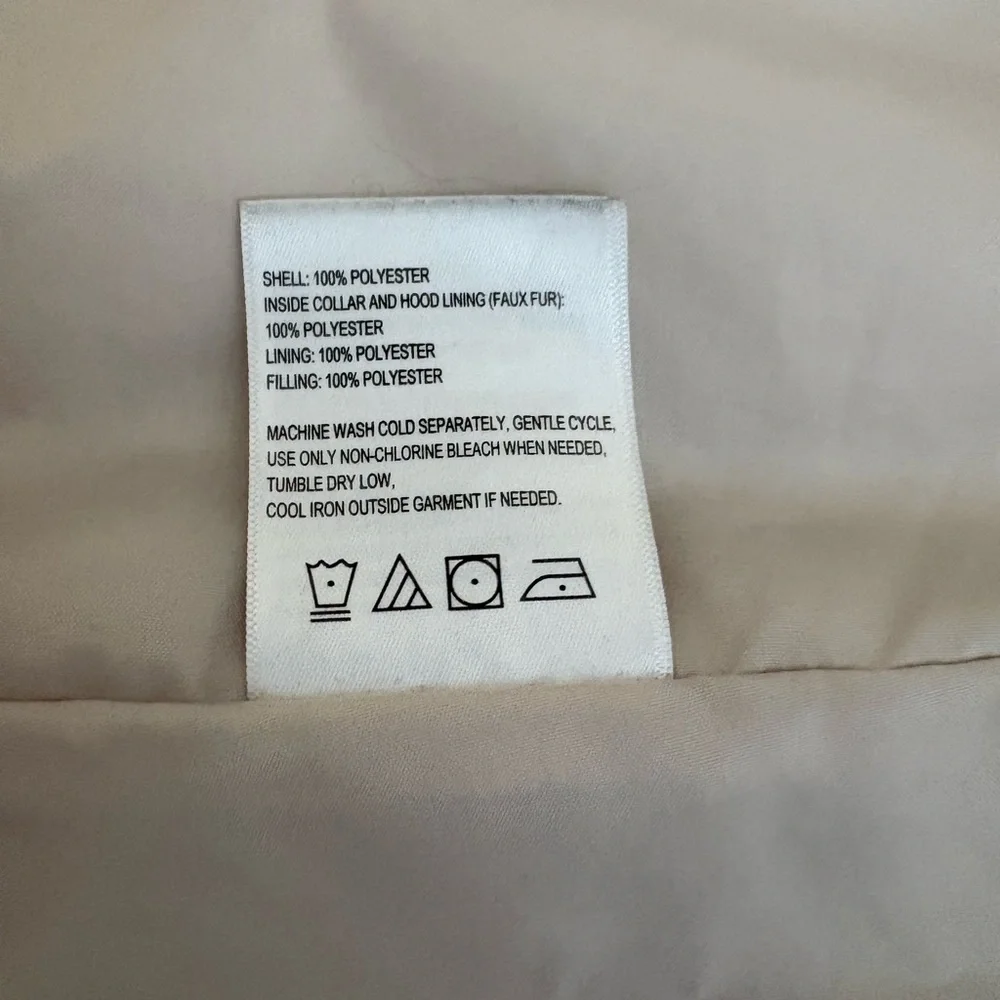 SHELL: 100% POLYESTER
INSIDE COLLAR AND HOOD LINING (FAUX FUR):
100% POLYESTER
LINING: 100% POLYESTER
FILLING: 100% POLYESTER
MACHINE WASH COLD SEPARATELY, GENTLE CYCLE,
USE ONLY NON-CHLORINE BLEACH WHEN NEEDED,
TUMBLE DRY LOW,
COOL IRON OUTSIDE GARMENT IF NEEDED.